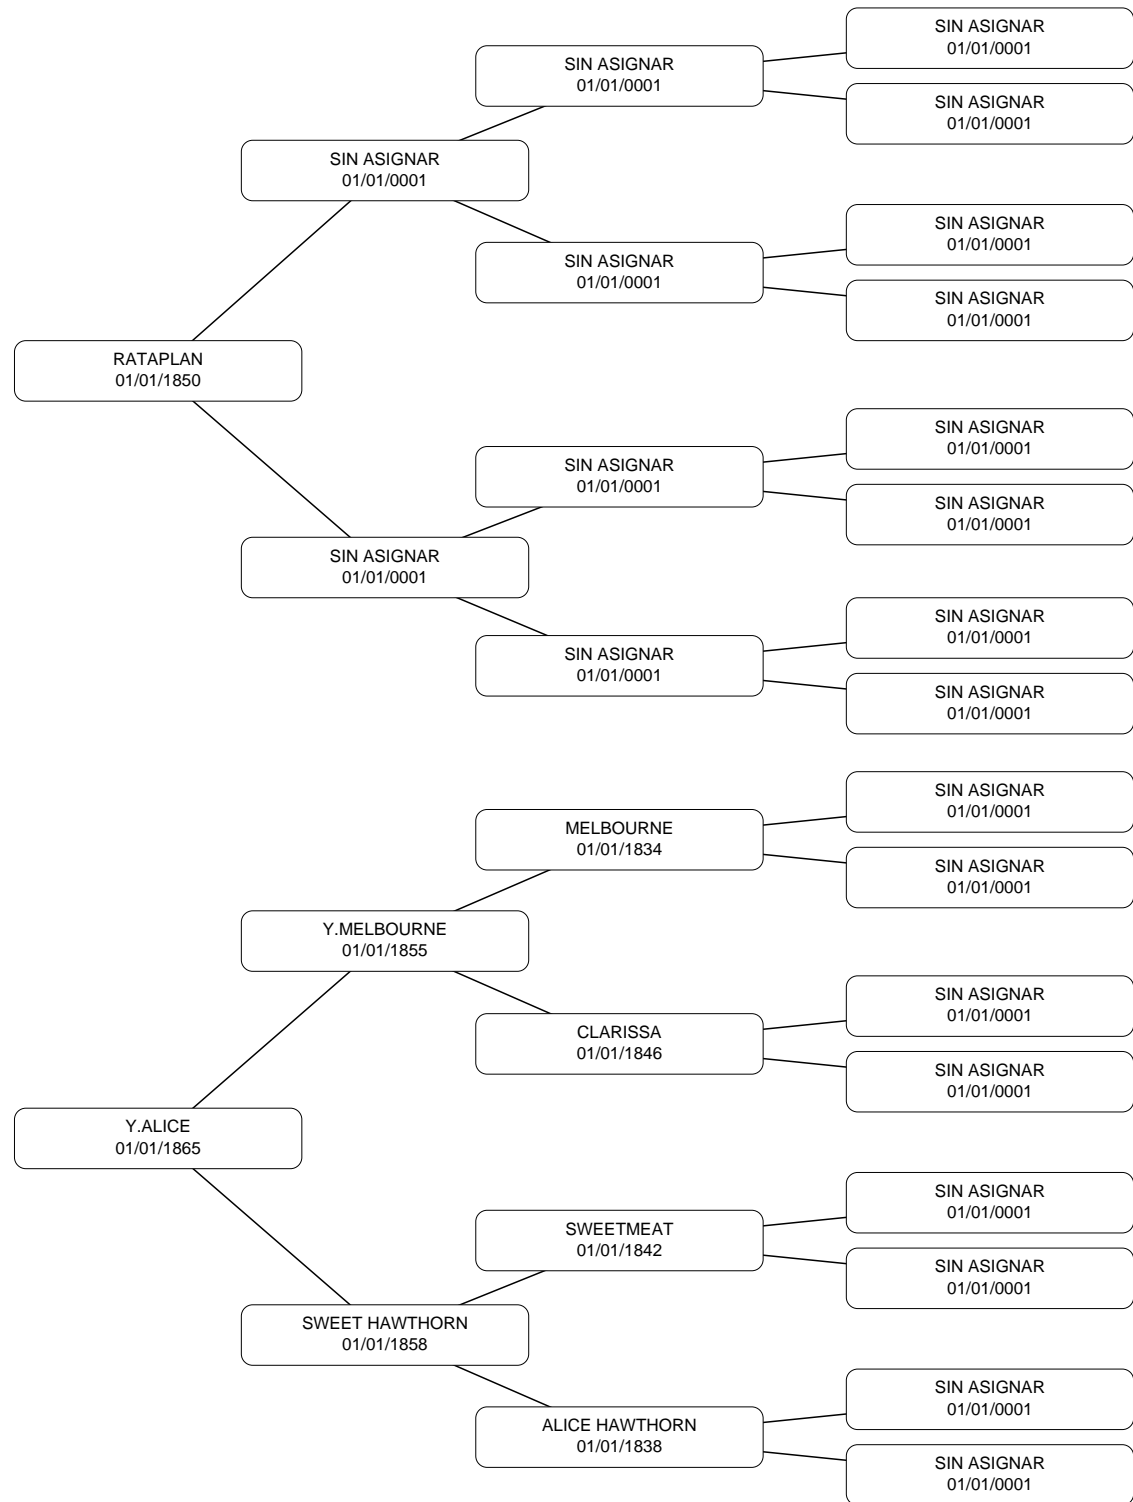 SIN ASIGNAR
01/01/0001
SIN ASIGNAR
01/01/0001
SIN ASIGNAR
01/01/0001
SIN ASIGNAR
01/01/0001
SIN ASIGNAR
01/01/0001
SIN ASIGNAR
01/01/0001
SIN ASIGNAR
01/01/0001
RATAPLAN
01/01/1850
SIN ASIGNAR
01/01/0001
SIN ASIGNAR
01/01/0001
SIN ASIGNAR
01/01/0001
SIN ASIGNAR
01/01/0001
SIN ASIGNAR
01/01/0001
SIN ASIGNAR
01/01/0001
SIN ASIGNAR
01/01/0001
SIN ASIGNAR
01/01/0001
MELBOURNE
01/01/1834
SIN ASIGNAR
01/01/0001
Y.MELBOURNE
01/01/1855
SIN ASIGNAR
01/01/0001
CLARISSA
01/01/1846
SIN ASIGNAR
01/01/0001
Y.ALICE
01/01/1865
SIN ASIGNAR
01/01/0001
SWEETMEAT
01/01/1842
SIN ASIGNAR
01/01/0001
SWEET HAWTHORN
01/01/1858
SIN ASIGNAR
01/01/0001
ALICE HAWTHORN
01/01/1838
SIN ASIGNAR
01/01/0001